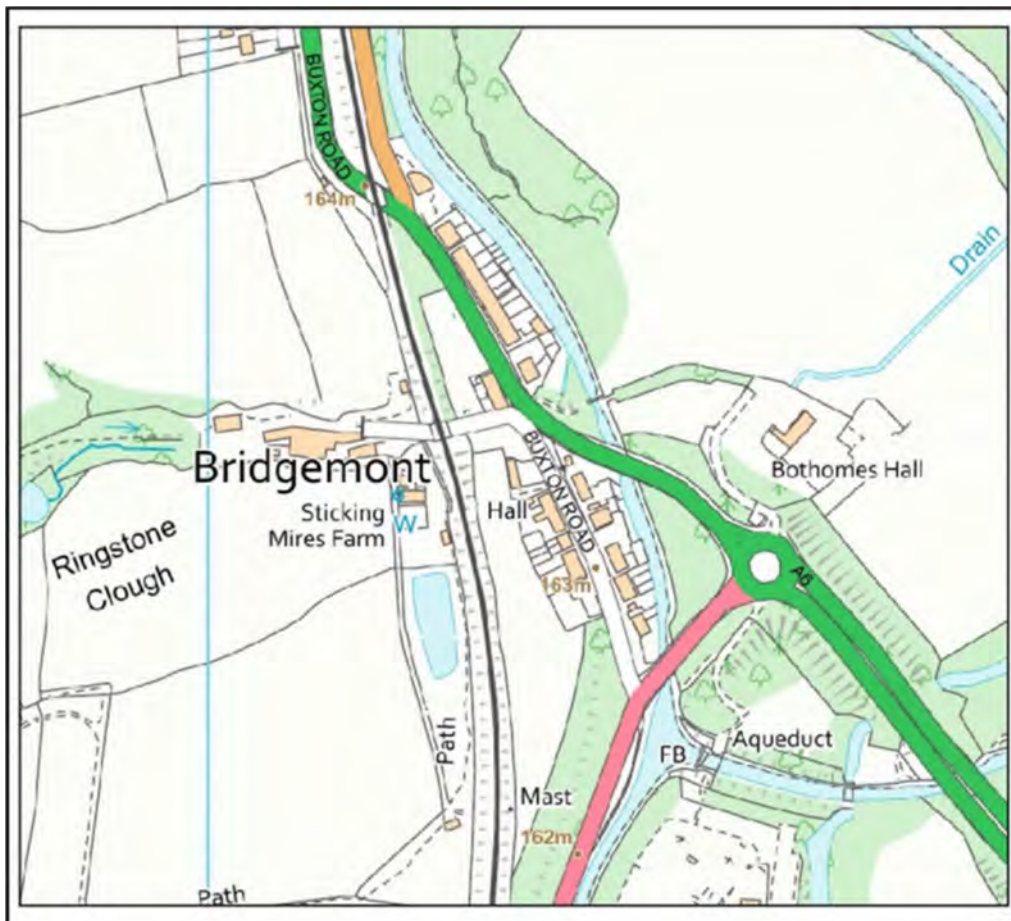 BUXTON ROAD
164m
Drain
Bridgemont
Bothomes Hall
Sticking
Mires Farm
W
Hall
BUXTON ROAD
Ringstone
Clough
163m
A6
Path
FB
Aqueduct
Mast
162m
Path